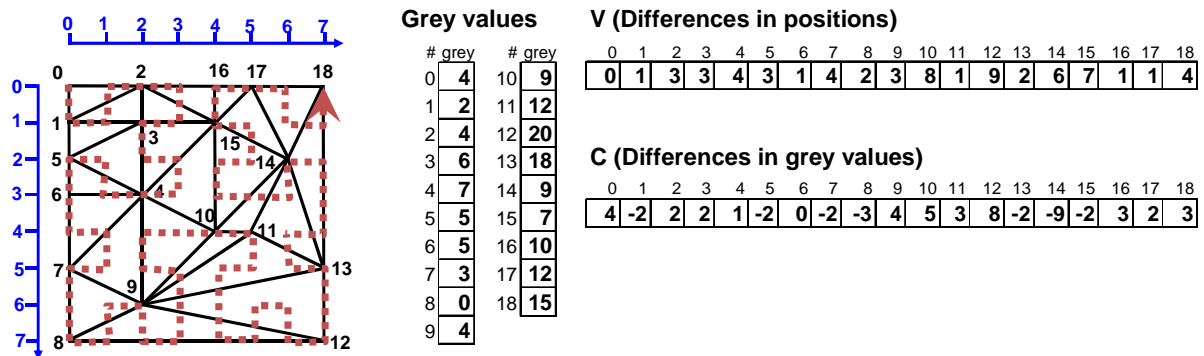 0 1 2 3 4 5 6 7
0 2 16 17 18
0
1 1
3
15
2 5 14
3 6 4
10
4 11
5 7 13
9
6
7 8 12
Grey values
# grey # grey
0 4 10 9
1 2 11 12
2 4 12 20
3 6 13 18
4 7 14 9
5 5 15 7
6 5 16 10
7 3 17 12
8 0 18 15
9 4
V (Differences in positions)
0 1 2 3 4 5 6 7 8 9 10 11 12 13 14 15 16 17 18
0 1 3 3 4 3 1 4 2 3 8 1 9 2 6 7 1 1 4
C (Differences in grey values)
0 1 2 3 4 5 6 7 8 9 10 11 12 13 14 15 16 17 18
4 -2 2 2 1 -2 0 -2 -3 4 5 3 8 -2 -9 -2 3 2 3